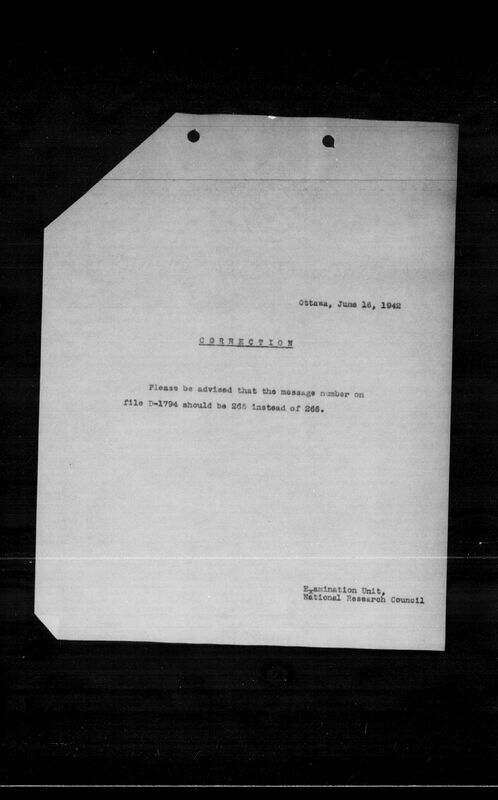 Ottawa, June 16, 1942
CORRECTION
Please be advised that the message number on
file D-1794 should be 265 instead of 266.
Examination Unit,
National Research Council